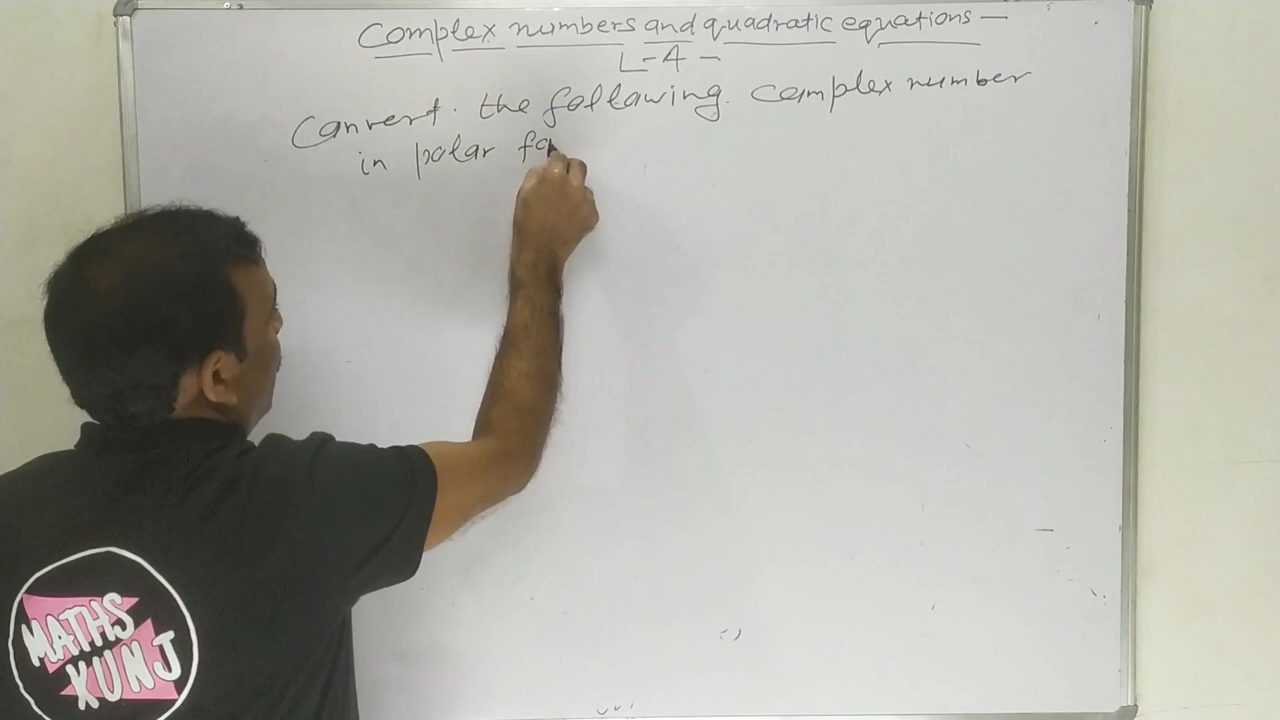 Complex numbers and quadratic equations —
L-4 -
Convert the following complex number
in polar fo
MATHS
KUNJ